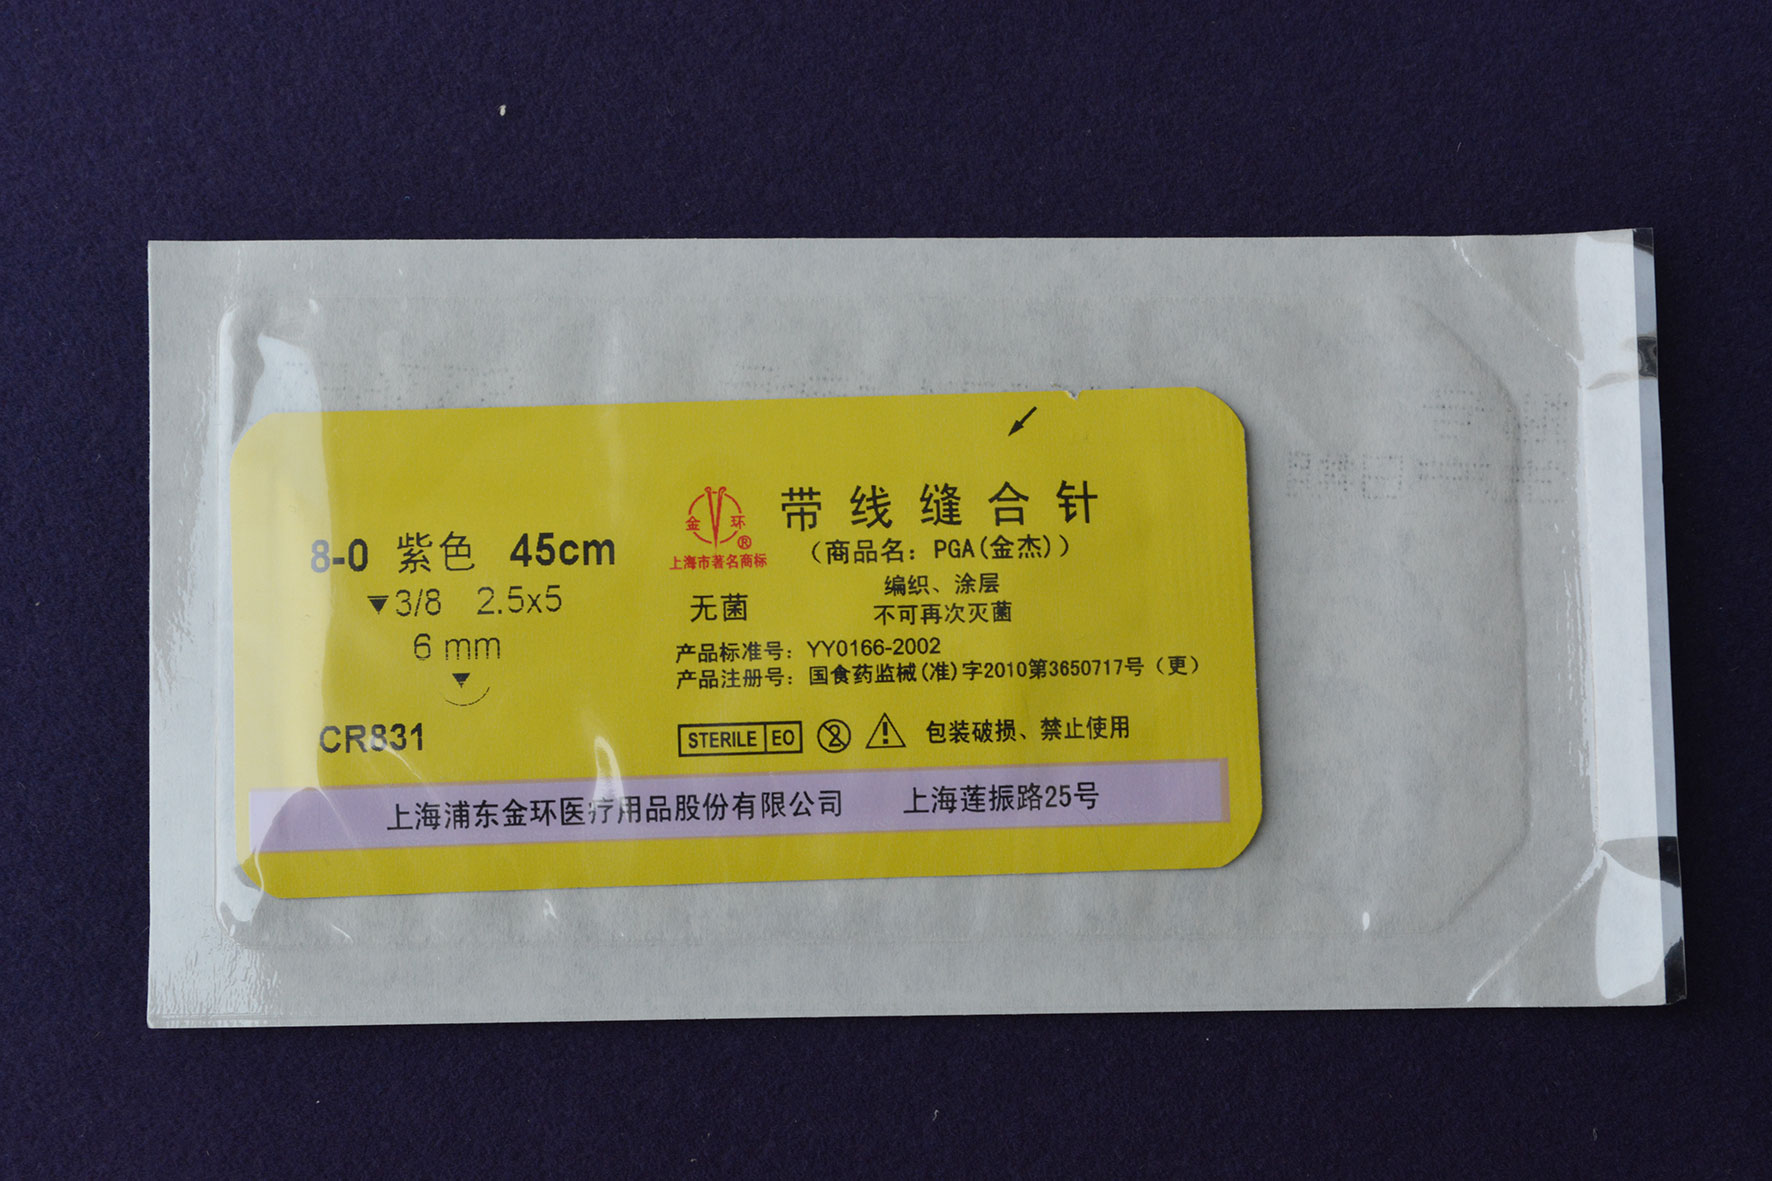 8-0 紫色 45cm
▼3/8 2.5x5
6 mm
CR831
金环®
上海市著名商标
带线缝合针
（商品名：PGA(金杰)）
编织、涂层
无菌
不可再次灭菌
产品标准号：YY0166-2002
产品注册号：国食药监械(准)字2010第3650717号（更）
STERILE EO 2 包装破损、禁止使用
上海浦东金环医疗用品股份有限公司 上海莲振路25号